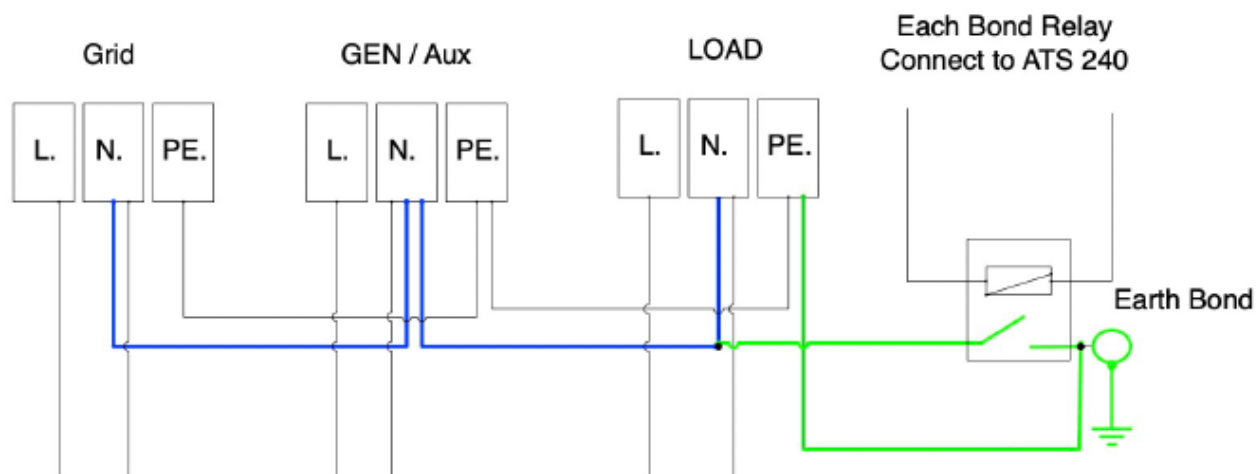 Grid
GEN / Aux
LOAD
Each Bond Relay
Connect to ATS 240
L. N. PE.
L. N. PE.
L. N. PE.
Earth Bond